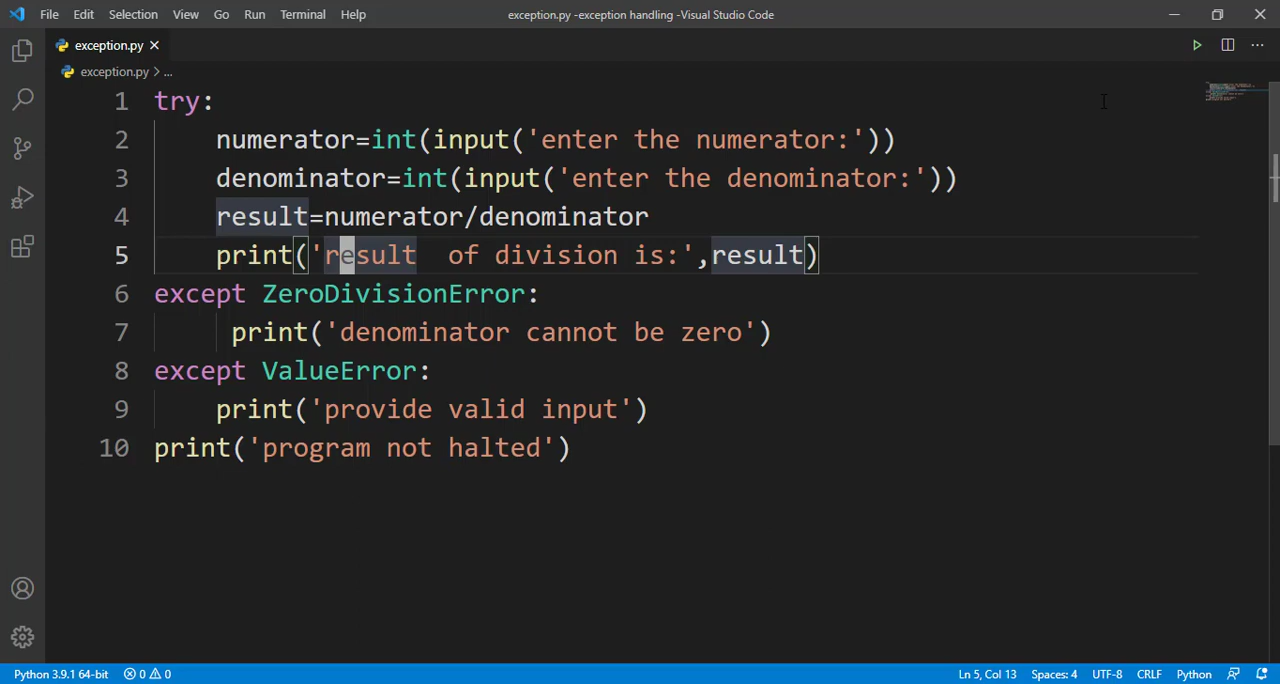 File Edit Selection View Go Run Terminal Help exception.py -exception handling -Visual Studio Code
exception.py
exception.py > ...
1 try:
2     numerator=int(input('enter the numerator:'))
3     denominator=int(input('enter the denominator:'))
4     result=numerator/denominator
5     print('result  of division is:',result)
6 except ZeroDivisionError:
7      print('denominator cannot be zero')
8 except ValueError:
9     print('provide valid input')
10 print('program not halted')
Python 3.9.1 64-bit 0 0 Ln 5, Col 13 Spaces: 4 UTF-8 CRLF Python